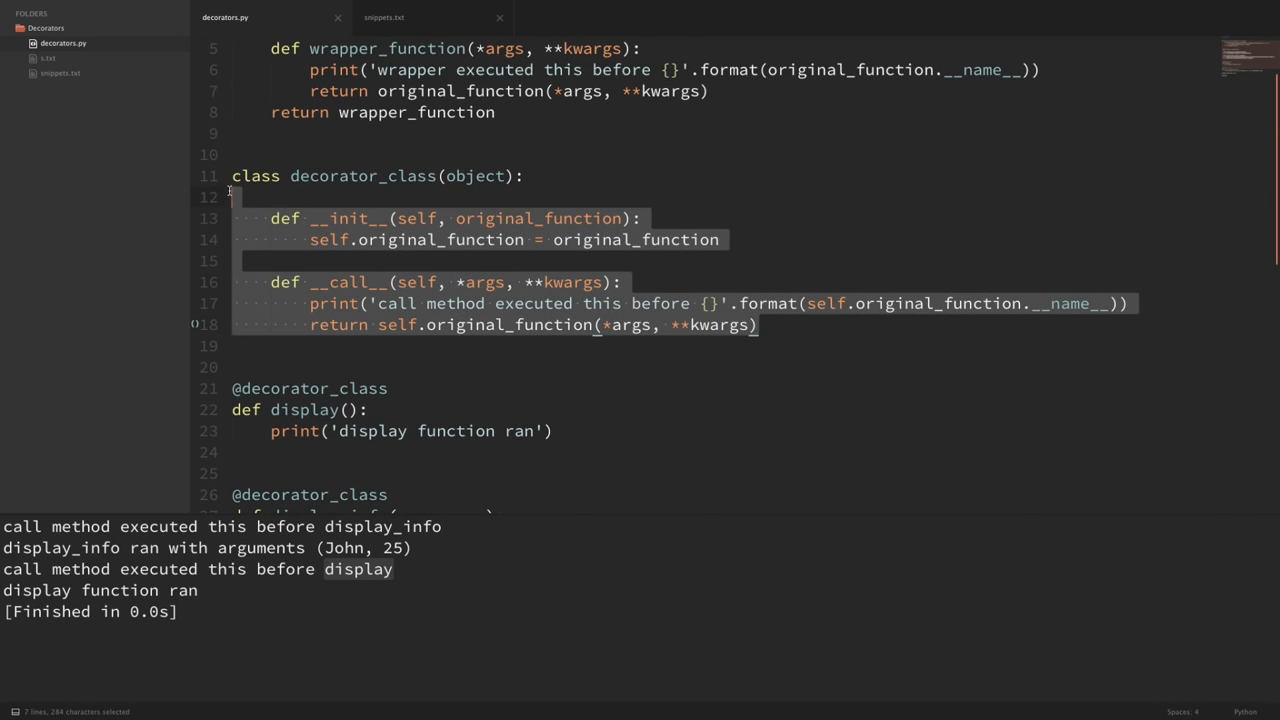 FOLDERS
Decorators
decorators.py
s.txt
snippets.txt
decorators.py
snippets.txt
5     def wrapper_function(*args, **kwargs):
6         print('wrapper executed this before {}'.format(original_function.__name__))
7         return original_function(*args, **kwargs)
8     return wrapper_function
9
10
11 class decorator_class(object):
12
13     def __init__(self, original_function):
14         self.original_function = original_function
15
16     def __call__(self, *args, **kwargs):
17         print('call method executed this before {}'.format(self.original_function.__name__))
18         return self.original_function(*args, **kwargs)
19
20
21 @decorator_class
22 def display():
23     print('display function ran')
24
25
26 @decorator_class
call method executed this before display_info
display_info ran with arguments (John, 25)
call method executed this before display
display function ran
[Finished in 0.0s]
7 lines, 284 characters selected
Spaces: 4
Python